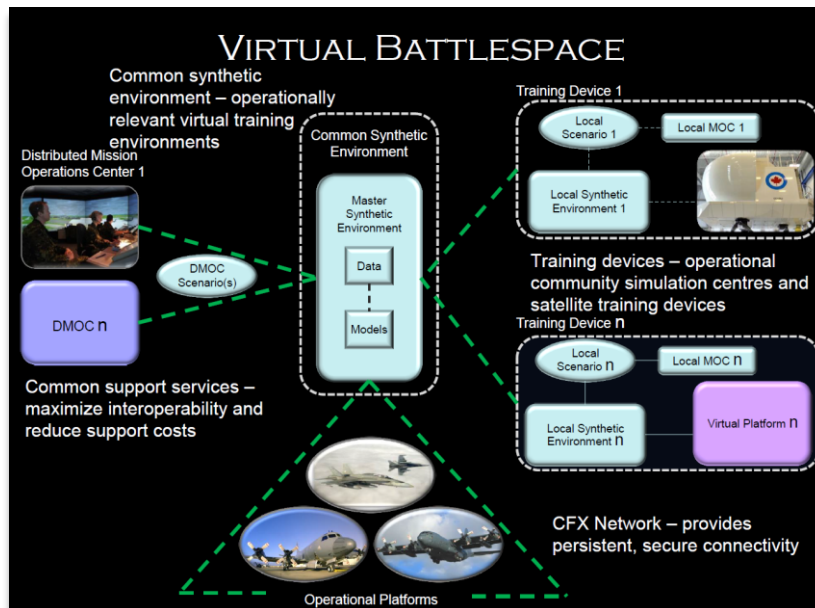 VIRTUAL BATTLESPACE
Common synthetic
environment – operationally
relevant virtual training
environments
Distributed Mission
Operations Center 1
DMOC
Scenario(s)
DMOC n
Common support services –
maximize interoperability and
reduce support costs
Common Synthetic
Environment
Master
Synthetic
Environment
Data
Models
Training Device 1
Local
Scenario 1
Local MOC 1
Local Synthetic
Environment 1
Training devices – operational
community simulation centres and
satellite training devices
Training Device n
Local
Scenario n
Local MOC n
Local Synthetic
Environment n
Virtual Platform n
CFX Network – provides
persistent, secure connectivity
Operational Platforms